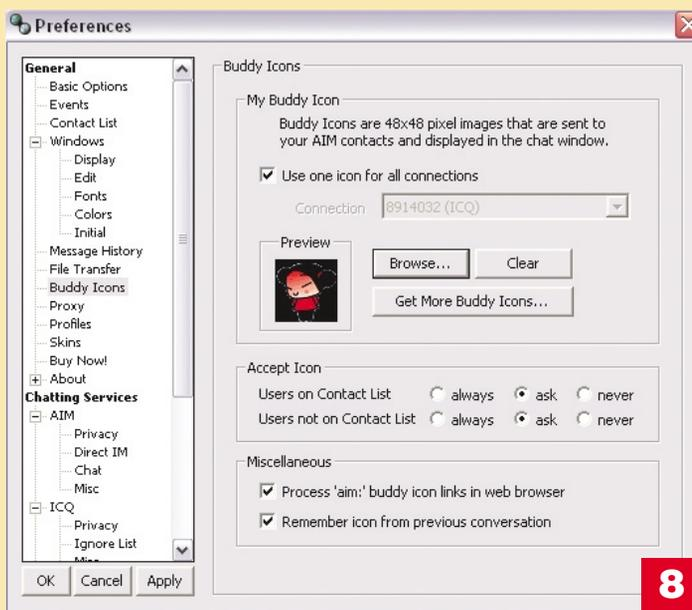 Preferences
General
Basic Options
Events
Contact List
Windows
Display
Edit
Fonts
Colors
Initial
Message History
File Transfer
Buddy Icons
Proxy
Profiles
Skins
Buy Now!
About
Chatting Services
AIM
Privacy
Direct IM
Chat
Misc
ICQ
Privacy
Ignore List
Misc
OK Cancel Apply
Buddy Icons
My Buddy Icon
Buddy Icons are 48x48 pixel images that are sent to
your AIM contacts and displayed in the chat window.
Use one icon for all connections
Connection 8914032 (ICQ)
Preview
Browse... Clear
Get More Buddy Icons...
Accept Icon
Users on Contact List always ask never
Users not on Contact List always ask never
Miscellaneous
Process 'aim:' buddy icon links in web browser
Remember icon from previous conversation
8